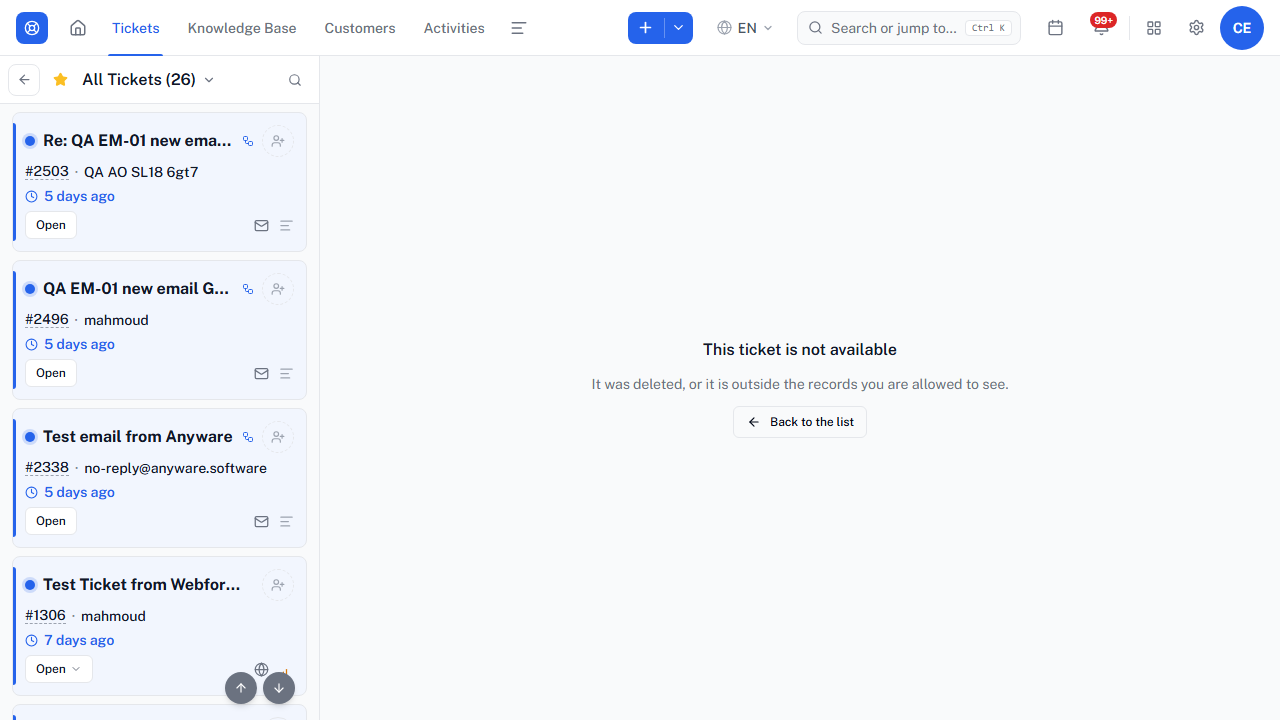 Tickets
Knowledge Base
Customers
Activities
EN
Search or jump to...
Ctrl K
99+
CE
All Tickets (26)
Re: QA EM-01 new ema...
#2503 · QA AO SL18 6gt7
5 days ago
Open
QA EM-01 new email G...
#2496 · mahmoud
5 days ago
Open
Test email from Anyware
#2338 · no-reply@anyware.software
5 days ago
Open
Test Ticket from Webfor...
#1306 · mahmoud
7 days ago
Open
This ticket is not available
It was deleted, or it is outside the records you are allowed to see.
Back to the list